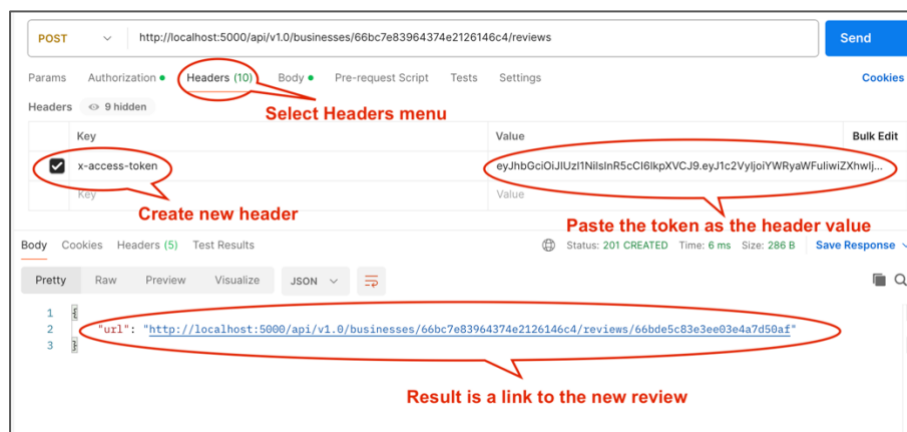 POST http://localhost:5000/api/v1.0/businesses/66bc7e83964374e2126146c4/reviews Send
Params Authorization Headers (10) Body Pre-request Script Tests Settings Cookies
Select Headers menu
Headers 9 hidden
Key Value Bulk Edit
x-access-token eyJhbGciOiJIUzI1NiIsInR5cCI6IkpXVCJ9.eyJ1c2VyIjoiYWRyaWFuIiwiZXhwIj...
Key Value
Create new header
Paste the token as the header value
Body Cookies Headers (5) Test Results Status: 201 CREATED Time: 6 ms Size: 286 B Save Response
Pretty Raw Preview Visualize JSON
1 {
2 "url": "http://localhost:5000/api/v1.0/businesses/66bc7e83964374e2126146c4/reviews/66bde5c83e3ee03e4a7d50af"
3 }
Result is a link to the new review